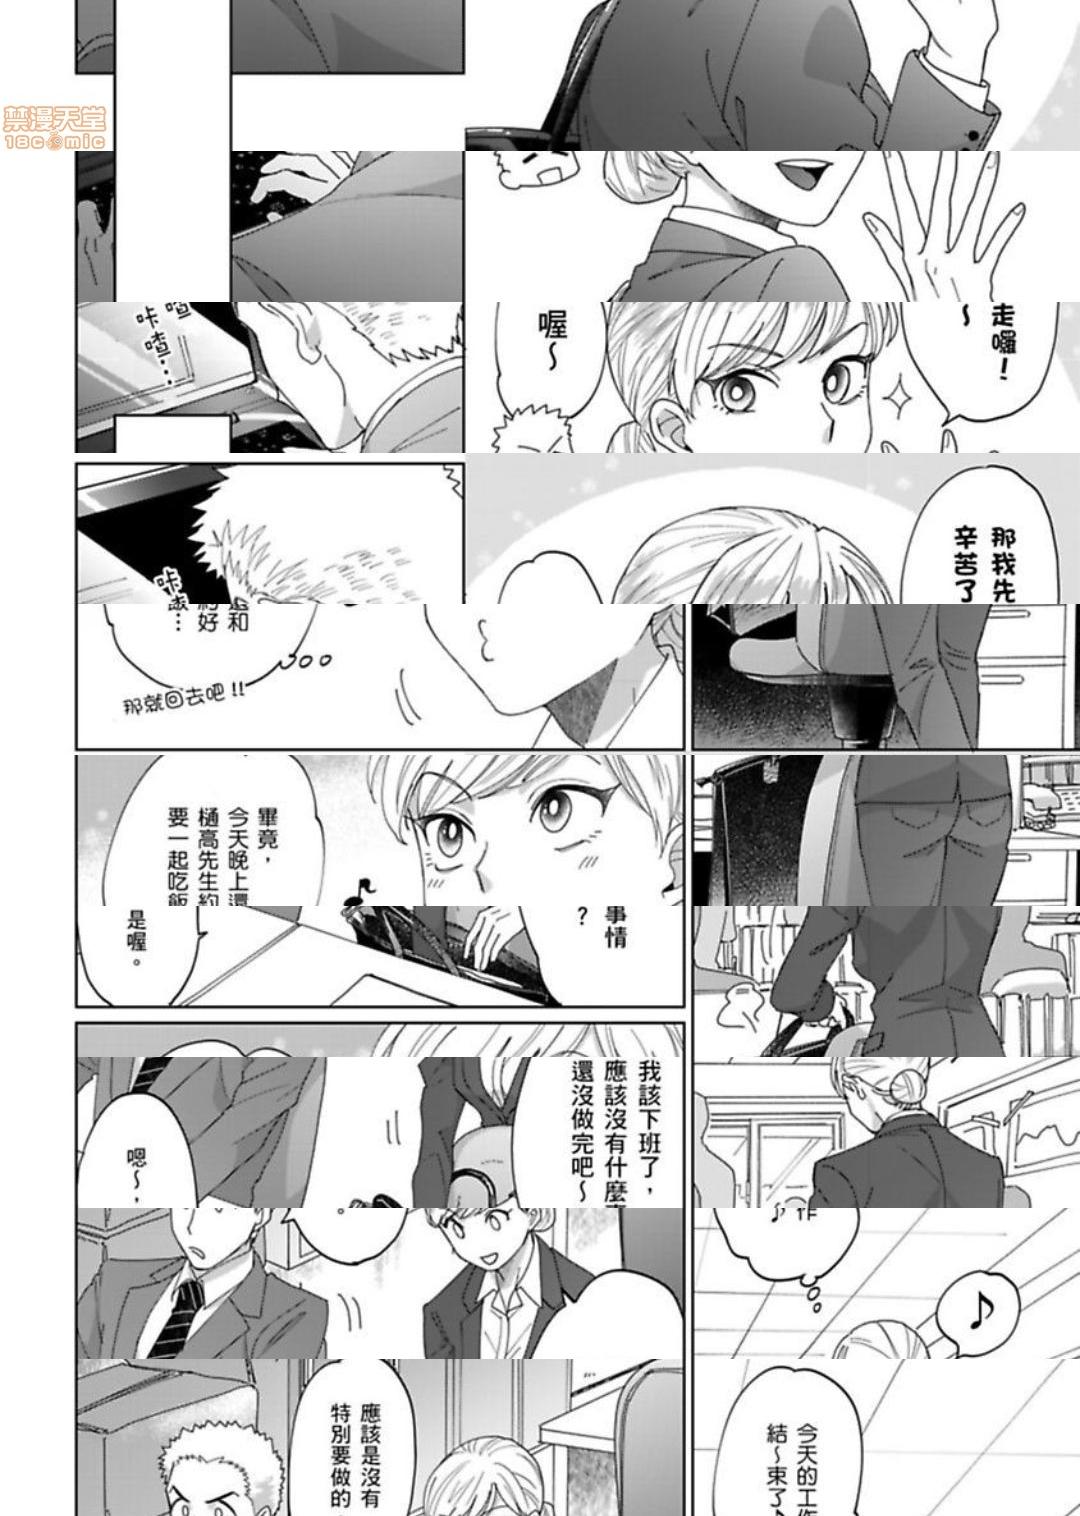 禁漫天堂
18comic
走囉！
～
喔～
喳
咔喳…
那我先
辛苦了
咔
和
好
…
那就回去吧!!
畢竟，
今天晚上還
樋高先生約
要一起吃飯
事情
？
是喔。
我該下班了，
應該沒有什麼
還沒做完吧～
嗯～，
。
♪
今天的工作
結～束了
應該是沒有
特別要做的